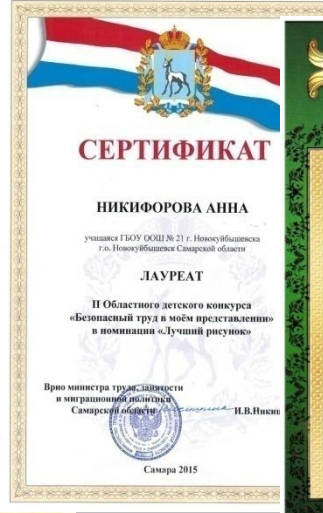 СЕРТИФИКАТ
НИКИФОРОВА АННА
учащаяся ГБОУ ООШ № 21 г. Новокуйбышевска
г.о. Новокуйбышевск Самарской области
ЛАУРЕАТ
II Областного детского конкурса
«Безопасный труд в моём представлении»
в номинации «Лучший рисунок»
Врио министра труда, занятости
и миграционной политики
Самарской области И.В.Никиш
Самара 2015